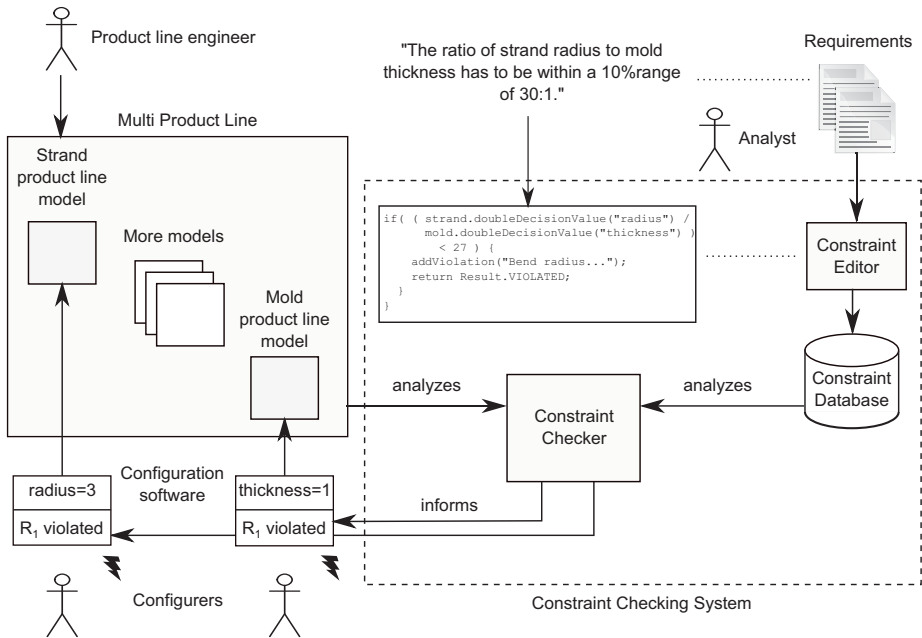 Product line engineer
"The ratio of strand radius to mold
thickness has to be within a 10%range
of 30:1."
Requirements
Analyst
Multi Product Line
Strand
product line
model
More models
Mold
product line
model
if( ( strand.doubleDecisionValue("radius") /
mold.doubleDecisionValue("thickness") )
< 27 ) {
addViolation("Bend radius...");
return Result.VIOLATED;
}
}
Constraint
Editor
Constraint
Database
analyzes
Constraint
Checker
analyzes
radius=3
R1 violated
Configuration
software
thickness=1
R1 violated
informs
Configurers
Constraint Checking System